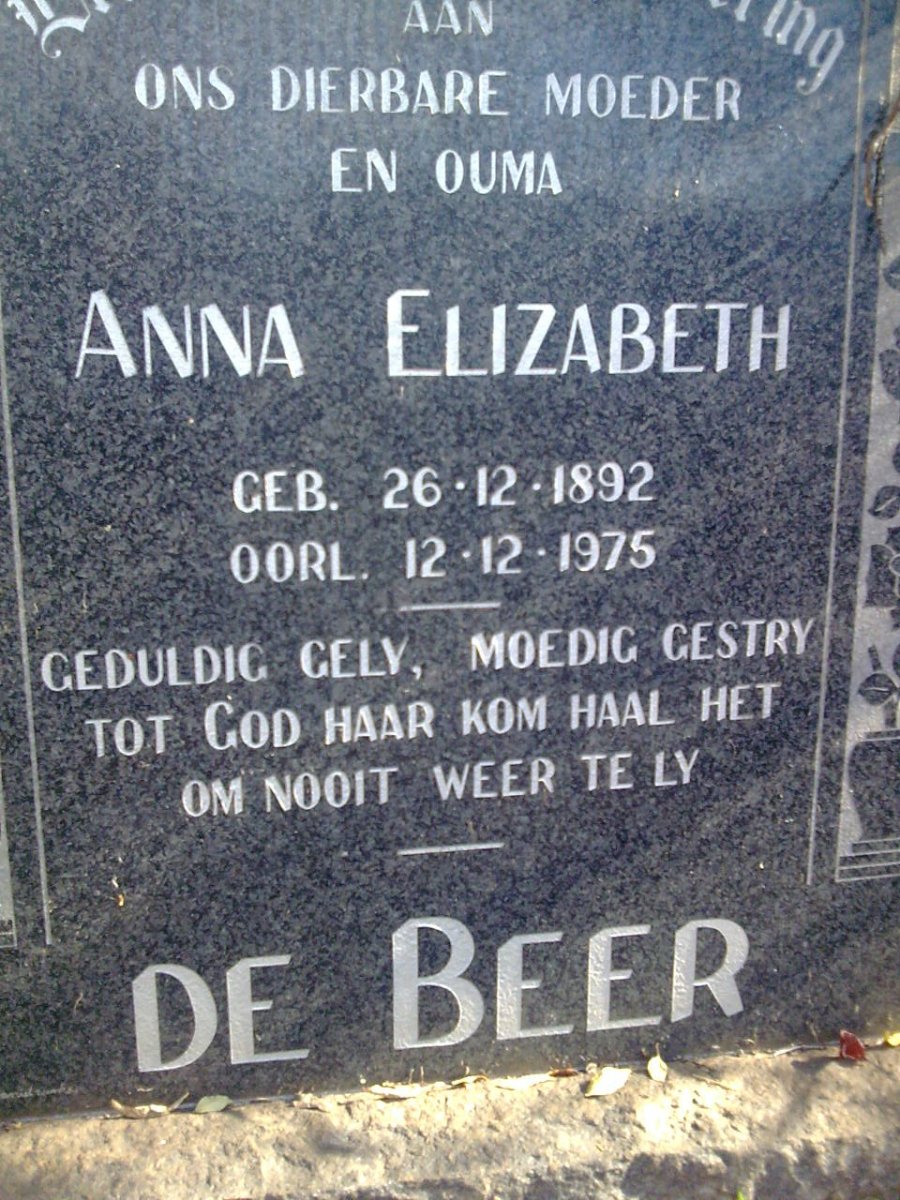 AAN
ONS DIERBARE MOEDER
EN OUMA
ANNA ELIZABETH
GEB. 26·12·1892
OORL. 12·12·1975
GEDULDIG GELY, MOEDIG GESTRY
TOT GOD HAAR KOM HAAL HET
OM NOOIT WEER TE LY
DE BEER